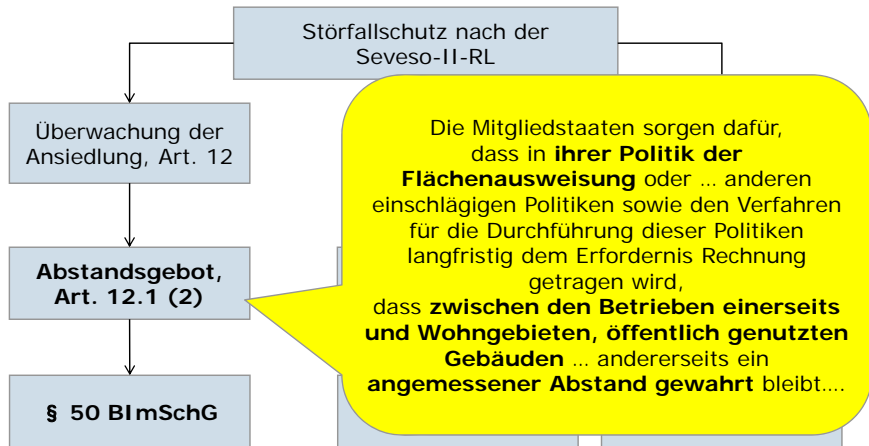 Störfallschutz nach der
Seveso-II-RL
Überwachung der
Ansiedlung, Art. 12
Abstandsgebot,
Art. 12.1 (2)
§ 50 BImSchG
Die Mitgliedstaaten sorgen dafür,
dass in ihrer Politik der
Flächenausweisung oder … anderen
einschlägigen Politiken sowie den Verfahren
für die Durchführung dieser Politiken
langfristig dem Erfordernis Rechnung
getragen wird,
dass zwischen den Betrieben einerseits
und Wohngebieten, öffentlich genutzten
Gebäuden … andererseits ein
angemessener Abstand gewahrt bleibt….